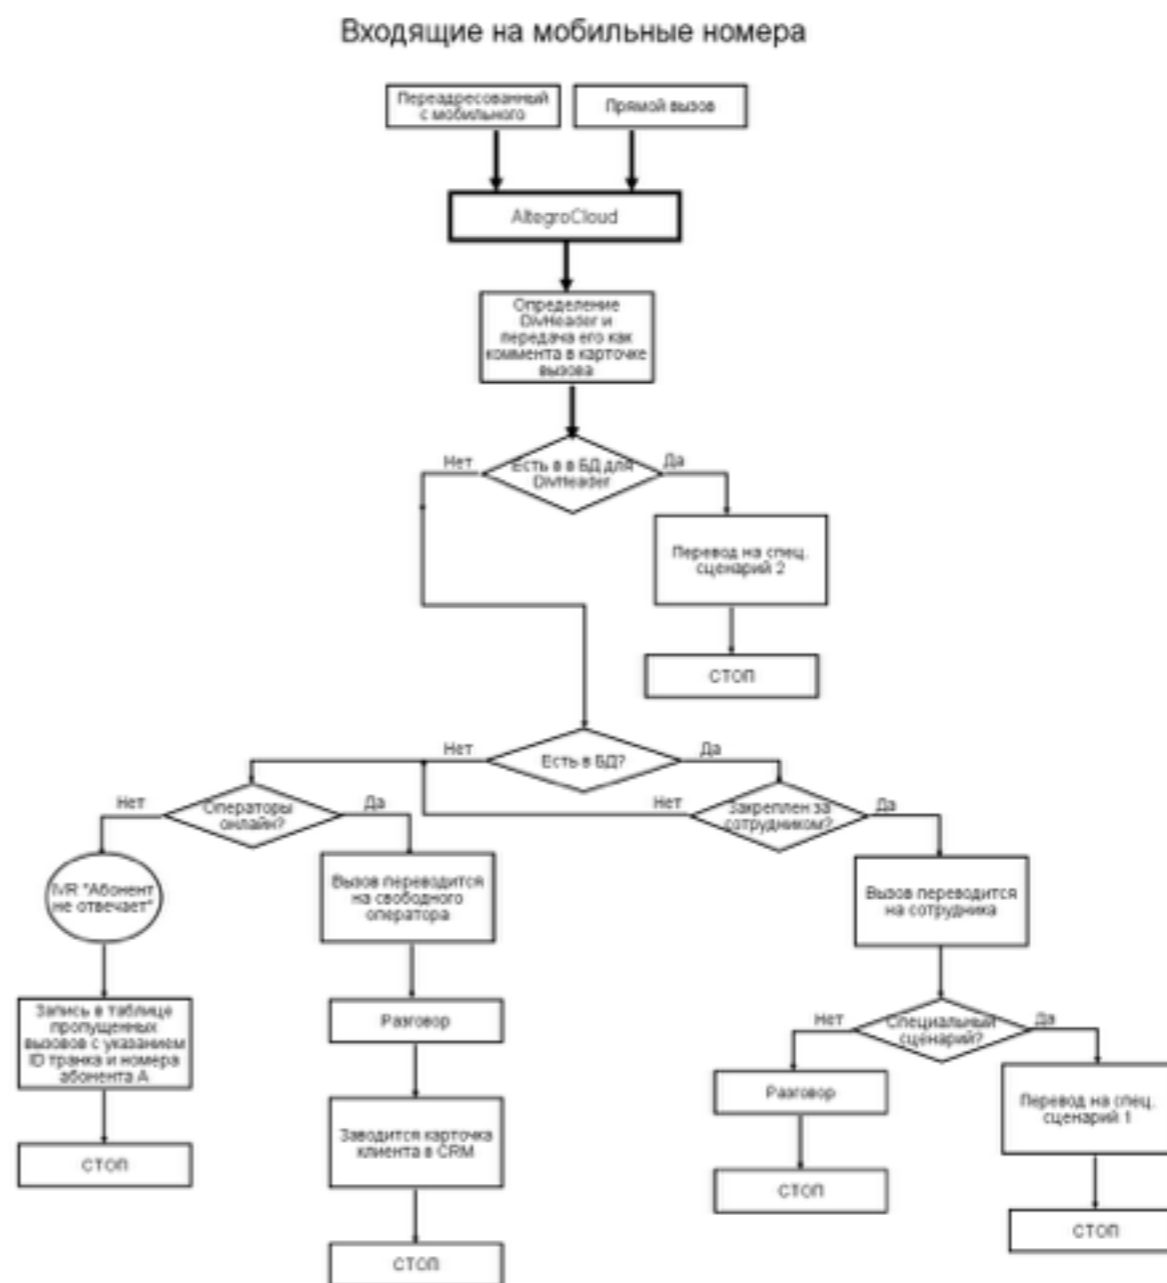 Входящие на мобильные номера
Переадресованный
с мобильного
Прямой вызов
AltegroCloud
Определение
DivHeader и
передача его как
коммента в карточке
вызова
Нет
Есть в в БД для
DivHeader
Да
Перевод на спец.
сценарий 2
СТОП
Нет
Есть в БД?
Да
Нет
Операторы
онлайн?
Да
Нет
Закреплен за
сотрудником?
Да
IVR "Абонент
не отвечает"
Вызов переводится
на свободного
оператора
Вызов переводится
на сотрудника
Запись в таблице
пропущенных
вызовов с указанием
ID транка и номера
абонента А
Разговор
Нет
Специальный
сценарий?
Да
Разговор
Перевод на спец.
сценарий 1
Заводится карточка
клиента в CRM
СТОП
СТОП
СТОП
СТОП